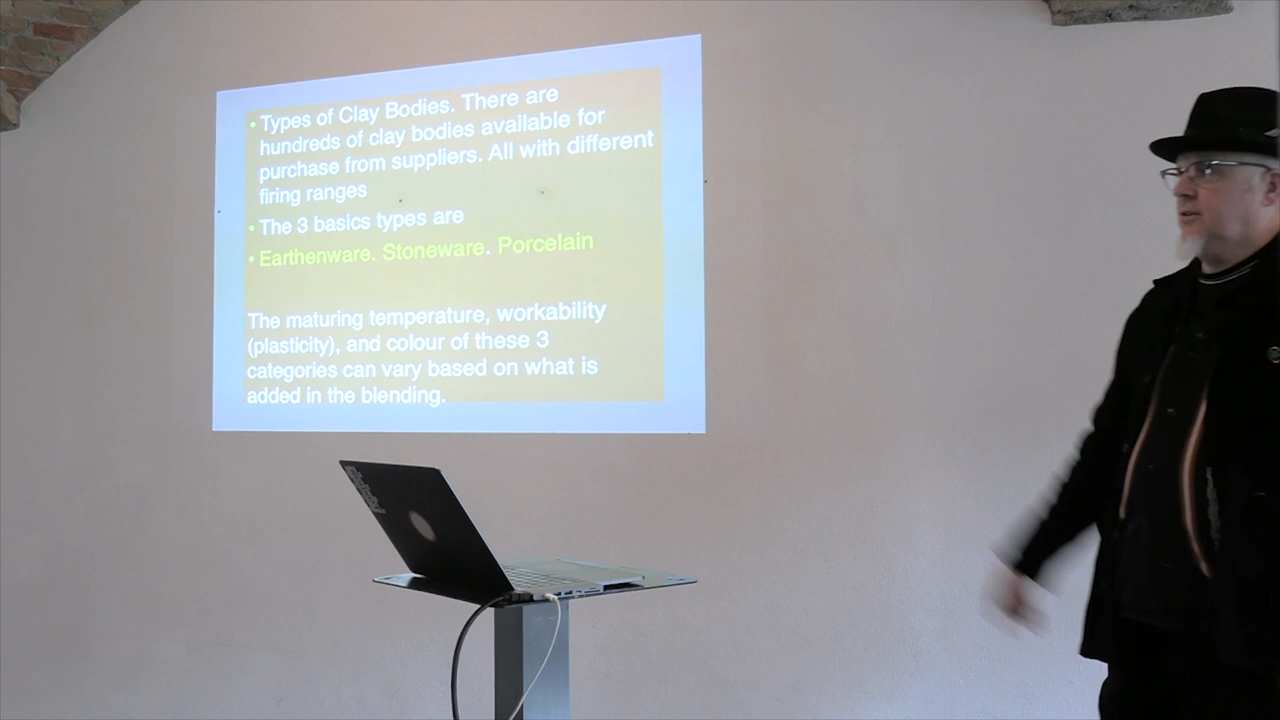 • Types of Clay Bodies. There are
hundreds of clay bodies available for
purchase from suppliers. All with different
firing ranges
• The 3 basics types are
• Earthenware. Stoneware. Porcelain
The maturing temperature, workability
(plasticity), and colour of these 3
categories can vary based on what is
added in the blending.